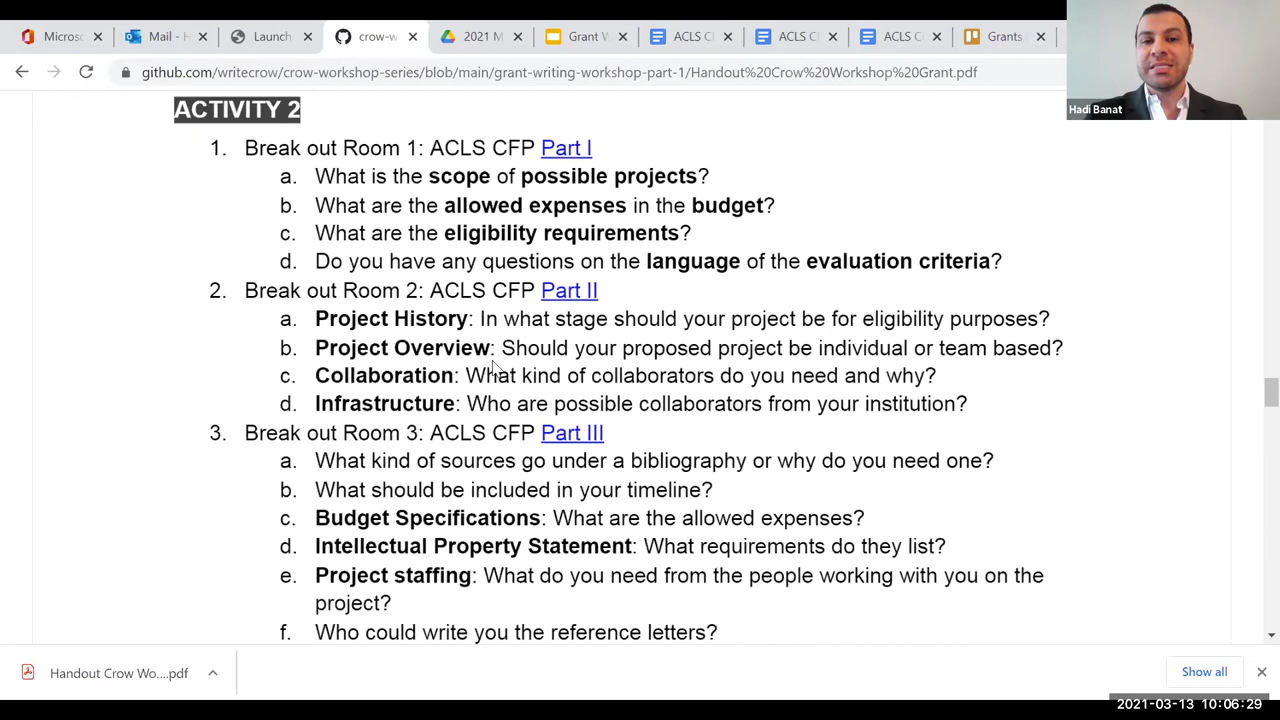 Microso
Mail - H
Launch
crow-w
2021 M
Grant W
ACLS C
ACLS C
ACLS C
Grants
github.com/writecrow/crow-workshop-series/blob/main/grant-writing-workshop-part-1/Handout%20Crow%20Workshop%20Grant.pdf
Hadi Banat
ACTIVITY 2
1. Break out Room 1: ACLS CFP Part I
a. What is the scope of possible projects?
b. What are the allowed expenses in the budget?
c. What are the eligibility requirements?
d. Do you have any questions on the language of the evaluation criteria?
2. Break out Room 2: ACLS CFP Part II
a. Project History: In what stage should your project be for eligibility purposes?
b. Project Overview: Should your proposed project be individual or team based?
c. Collaboration: What kind of collaborators do you need and why?
d. Infrastructure: Who are possible collaborators from your institution?
3. Break out Room 3: ACLS CFP Part III
a. What kind of sources go under a bibliography or why do you need one?
b. What should be included in your timeline?
c. Budget Specifications: What are the allowed expenses?
d. Intellectual Property Statement: What requirements do they list?
e. Project staffing: What do you need from the people working with you on the
project?
f. Who could write you the reference letters?
Handout Crow Wo....pdf
Show all
2021-03-13 10:06:29